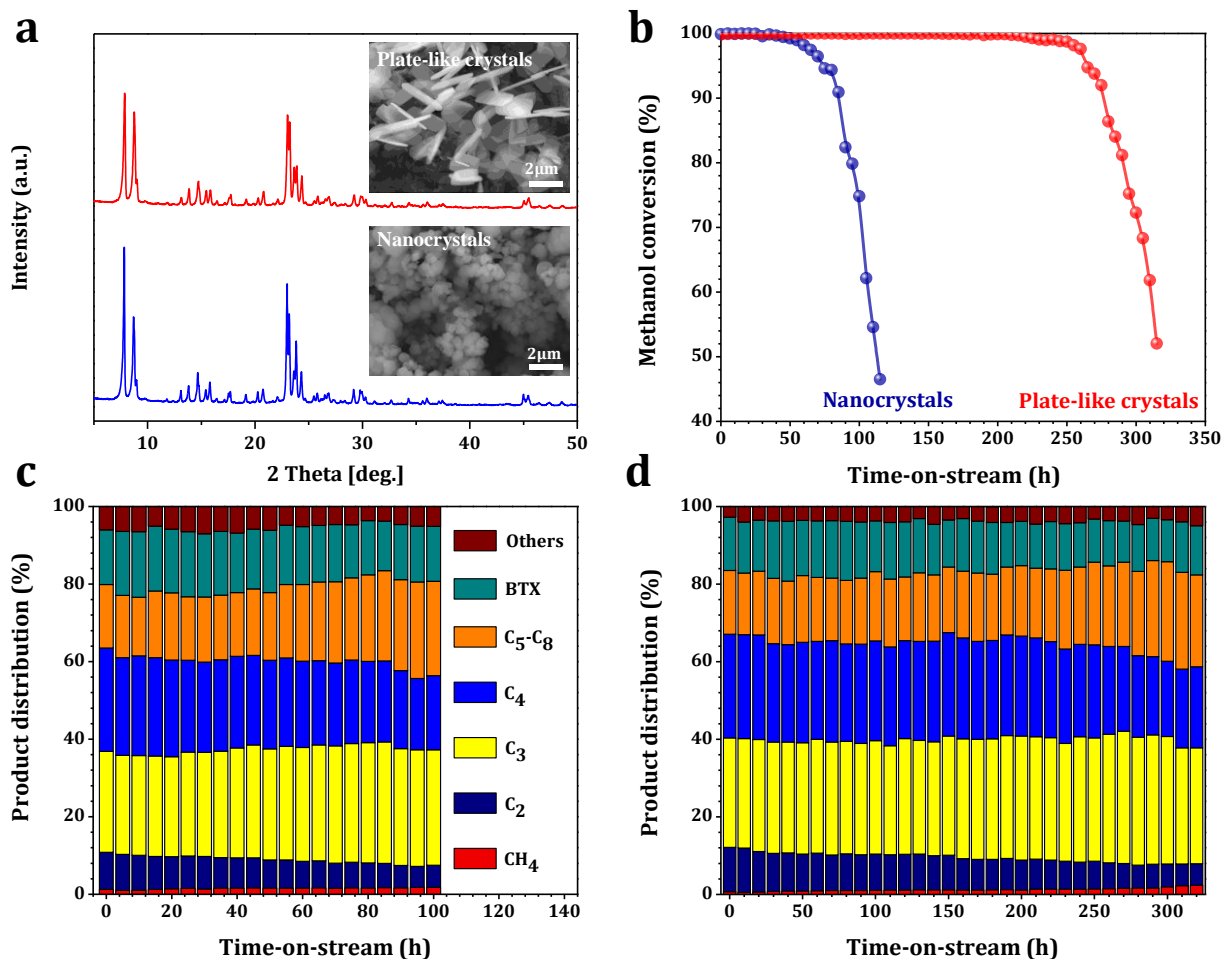 a
Intensity (a.u.)
Plate-like crystals
2μm
Nanocrystals
2μm
10 20 30 40 50
2 Theta [deg.]
b
Methanol conversion (%)
100
90
80
70
60
50
40
Nanocrystals
Plate-like crystals
0 50 100 150 200 250 300 350
Time-on-stream (h)
c
Product distribution (%)
100
80
60
40
20
0
Others
BTX
C5-C8
C4
C3
C2
CH4
0 20 40 60 80 100 120 140
Time-on-stream (h)
d
Product distribution (%)
100
80
60
40
20
0
0 50 100 150 200 250 300
Time-on-stream (h)